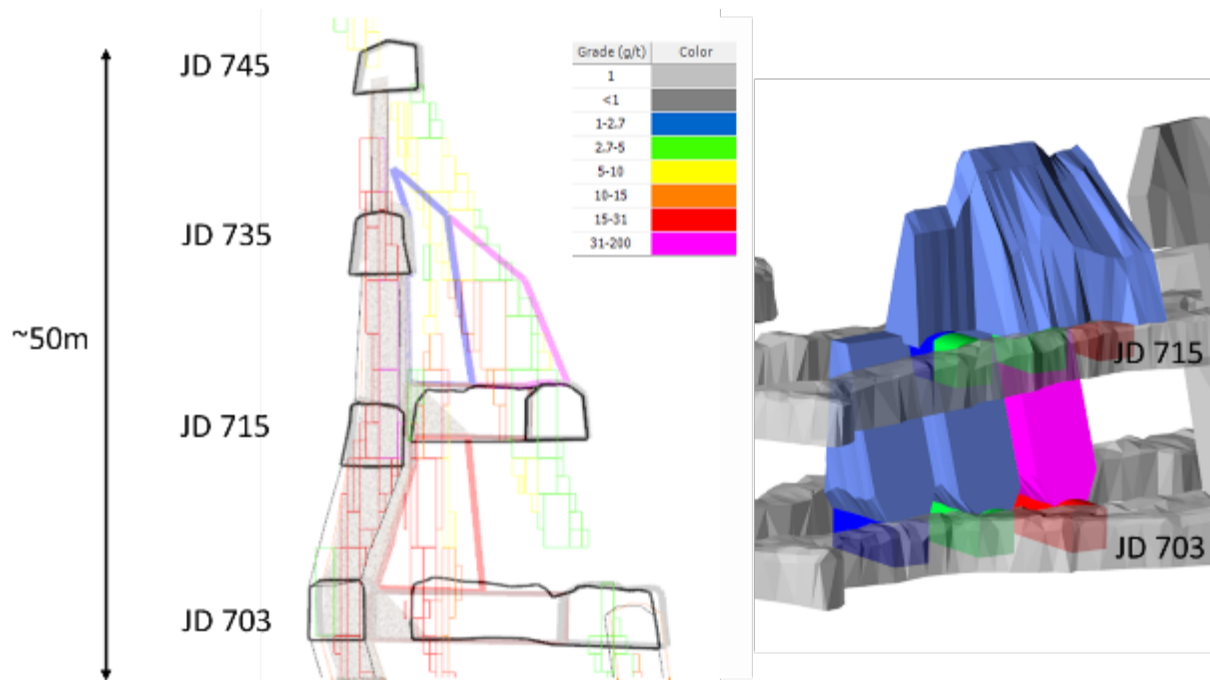 JD 745
JD 735
~50m
JD 715
JD 703
Grade (g/t) Color
1
<1
1-2.7
2.7-5
5-10
10-15
15-31
31-200
JD 715
JD 703